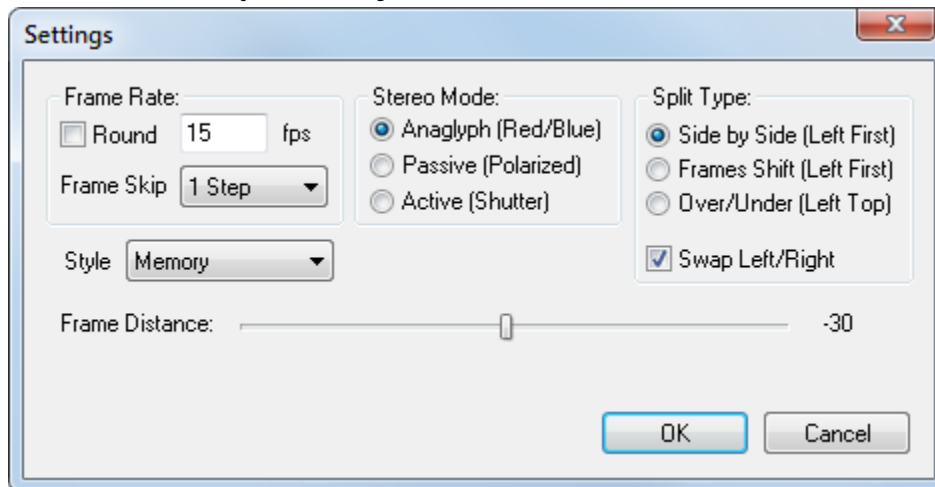 Settings
Frame Rate:
Round 15 fps
Frame Skip 1 Step
Stereo Mode:
Anaglyph (Red/Blue)
Passive (Polarized)
Active (Shutter)
Split Type:
Side by Side (Left First)
Frames Shift (Left First)
Over/Under (Left Top)
Swap Left/Right
Style Memory
Frame Distance: -30
OK Cancel